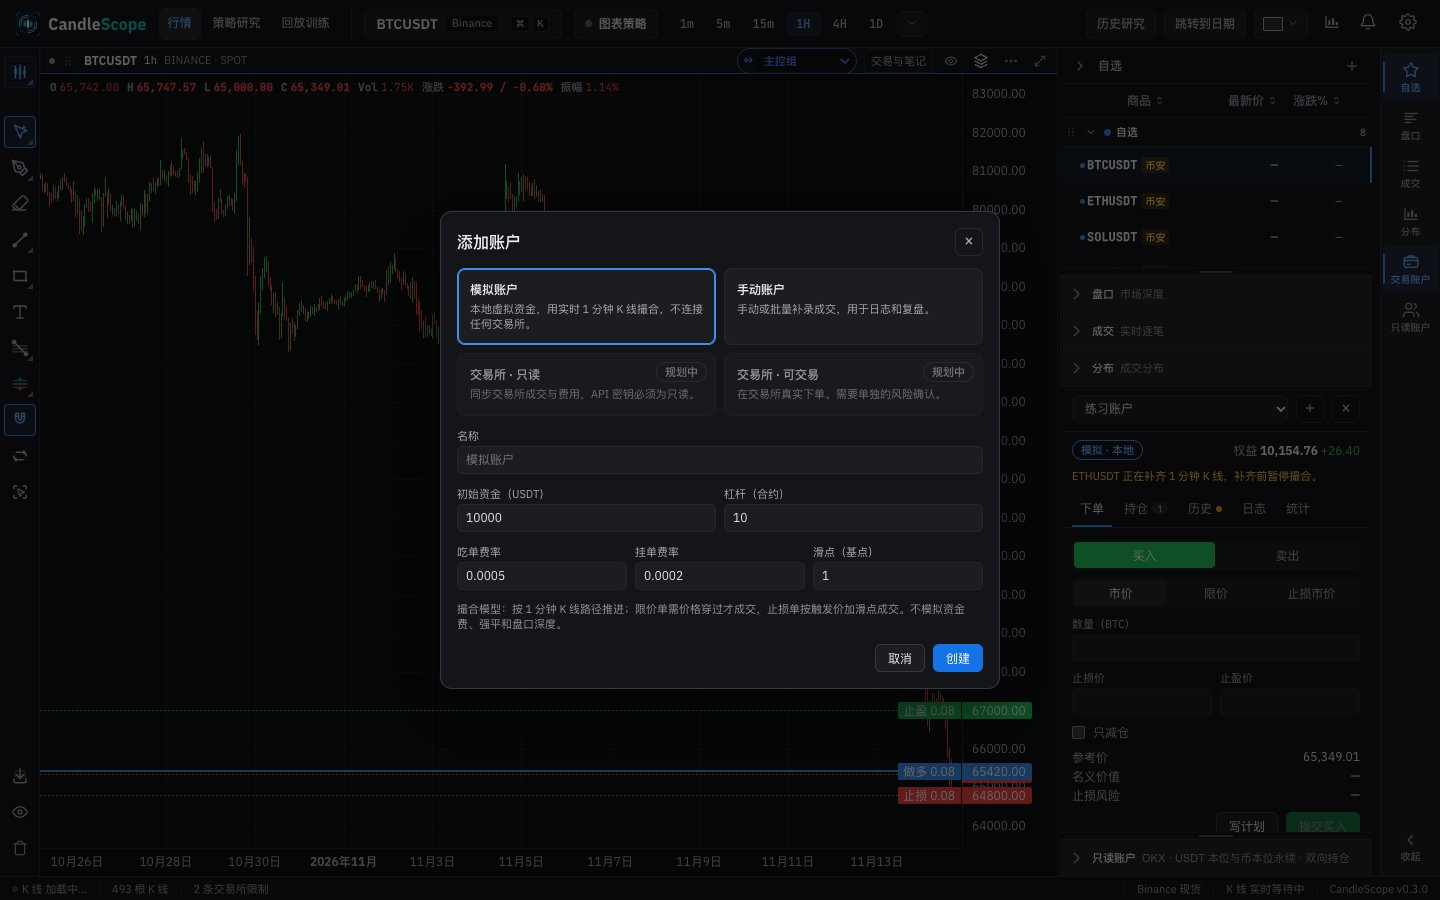 CandleScope 行情 策略研究 回放训练 BTCUSDT Binance ⌘ K 图表策略 1m 5m 15m 1H 4H 1D 历史研究 跳转到日期
BTCUSDT 1h BINANCE · SPOT 主控组 交易与笔记
O 65,742.00 H 65,747.57 L 65,000.00 C 65,349.01 Vol 1.75K 涨跌 -392.99 / -0.60% 振幅 1.14%
83000.00
82000.00
81000.00
80000.00
添加账户
×
模拟账户
本地虚拟资金，用实时 1 分钟 K 线撮合，不连接
任何交易所。
手动账户
手动或批量补录成交，用于日志和复盘。
交易所 · 只读
规划中
同步交易所成交与费用，API 密钥必须为只读。
交易所 · 可交易
规划中
在交易所真实下单。需要单独的风险确认。
名称
模拟账户
初始资金（USDT）
10000
杠杆（合约）
10
吃单费率
0.0005
挂单费率
0.0002
滑点（基点）
1
撮合模型：按 1 分钟 K 线路径推进；限价单需价格穿过才成交，止损单按触发价加滑点成交。不模拟资金
费、强平和盘口深度。
取消
创建
止盈 0.08 67000.00
66000.00
做多 0.08 65420.00
止损 0.08 64800.00
64000.00
10月26日 10月28日 10月30日 2026年11月 11月3日 11月5日 11月7日 11月9日 11月11日 11月13日
自选
商品 最新价 涨跌%
自选 8
BTCUSDT 币安 — —
ETHUSDT 币安 — —
SOLUSDT 币安 — —
盘口 市场深度
成交 实时逐笔
分布 成交分布
练习账户 + ×
模拟 · 本地 权益 10,154.76 +26.40
ETHUSDT 正在补齐 1 分钟 K 线，补齐前暂停撮合。
下单 持仓 1 历史 日志 统计
买入 卖出
市价 限价 止损市价
数量（BTC）
止损价 止盈价
只减仓
参考价 65,349.01
名义价值 —
止损风险 —
写计划 提交买入
只读账户 OKX · USDT 本位与币本位永续 · 双向持仓
自选
盘口
成交
分布
交易账户
只读账户
收起
K 线 加载中... 493 根 K 线 2 条交易所限制 Binance 现货 K 线 实时等待中 CandleScope v0.3.0